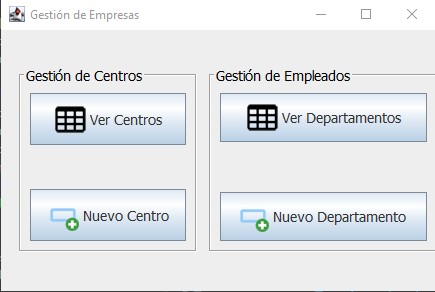 Gestión de Empresas
Gestión de Centros
Ver Centros
Nuevo Centro
Gestión de Empleados
Ver Departamentos
Nuevo Departamento